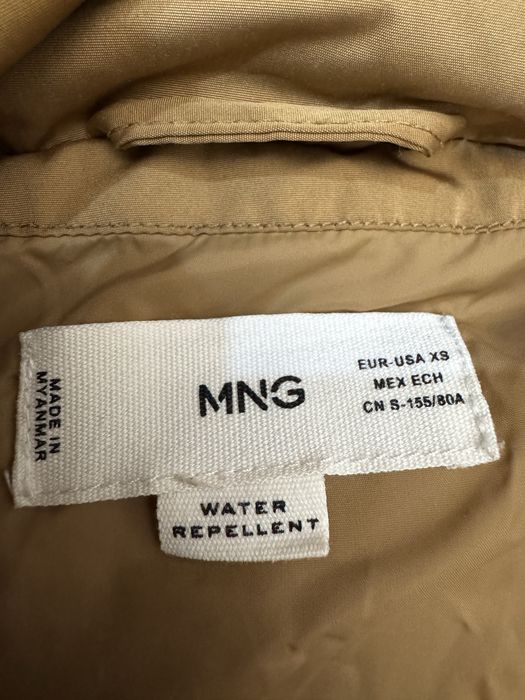 MADE IN
MYANMAR
MNG
EUR-USA XS
MEX ECH
CN S-155/80A
WATER
REPELLENT